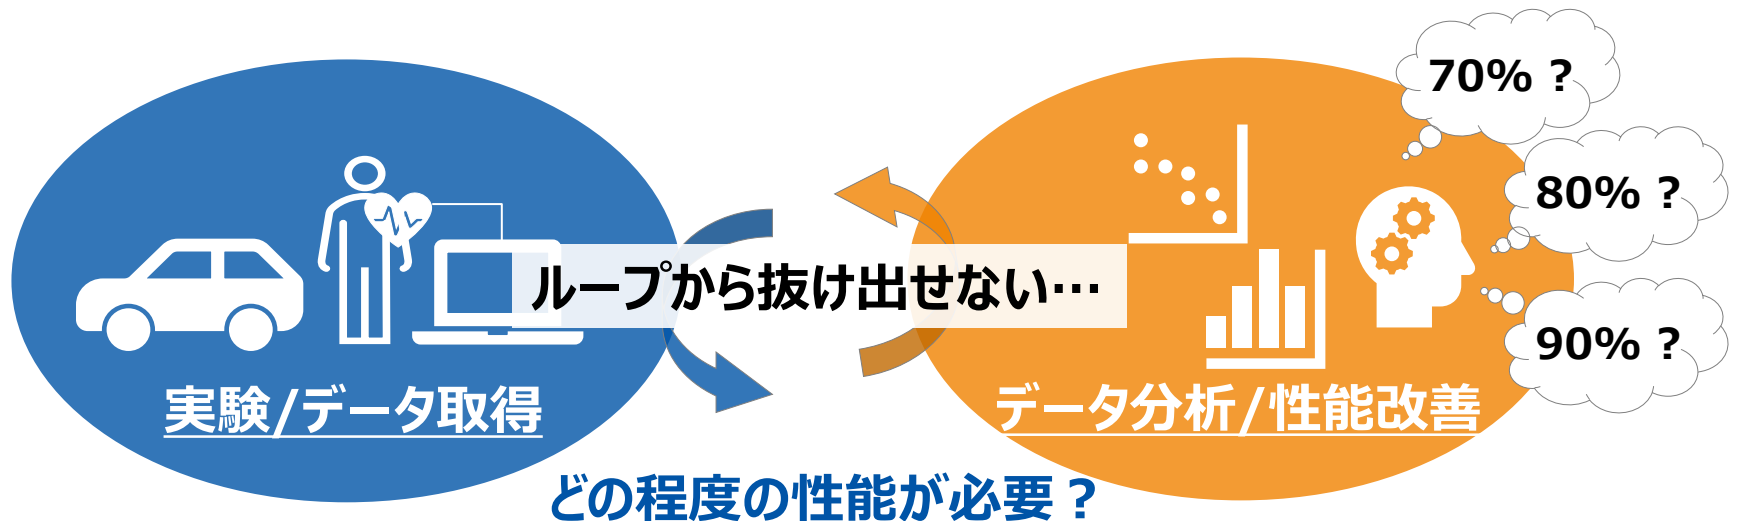 70% ?
80% ?
ループから抜け出せない…
90% ?
実験/データ取得
データ分析/性能改善
どの程度の性能が必要？